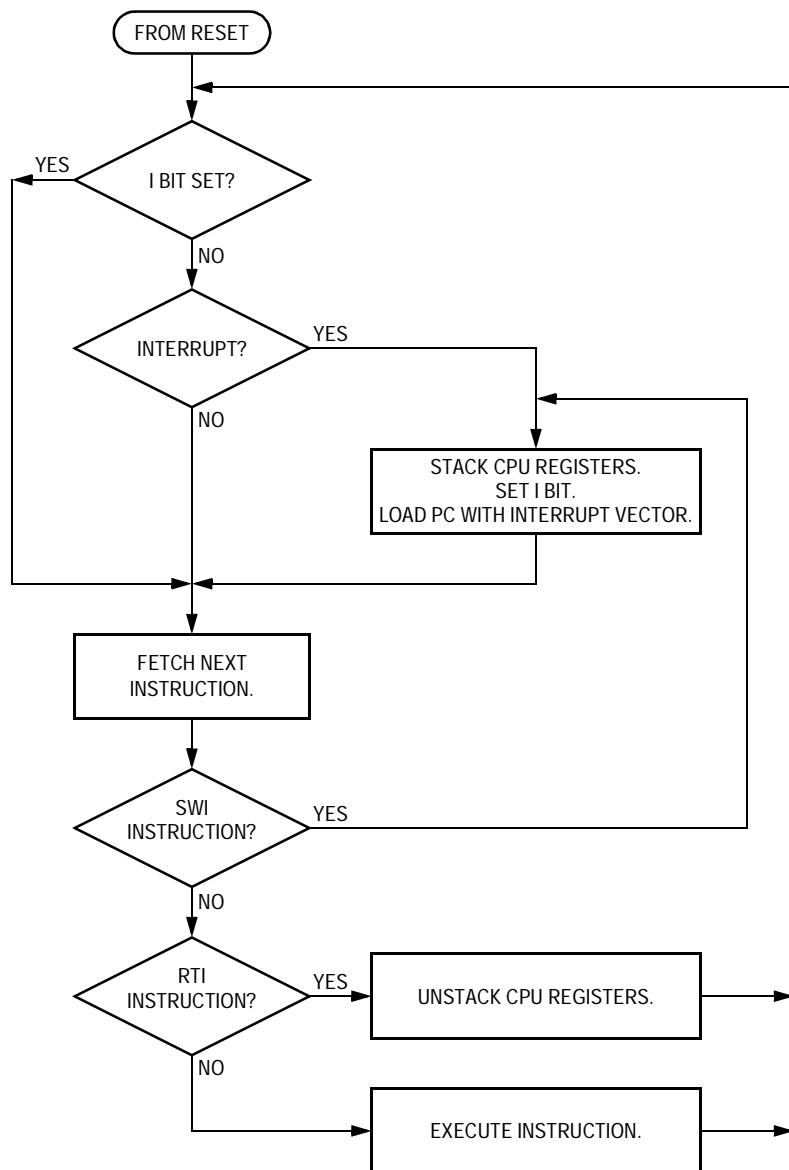 FROM RESET
YES
I BIT SET?
NO
INTERRUPT?
YES
NO
STACK CPU REGISTERS.
SET I BIT.
LOAD PC WITH INTERRUPT VECTOR.
FETCH NEXT
INSTRUCTION.
SWI
INSTRUCTION?
YES
NO
RTI
INSTRUCTION?
YES
UNSTACK CPU REGISTERS.
NO
EXECUTE INSTRUCTION.